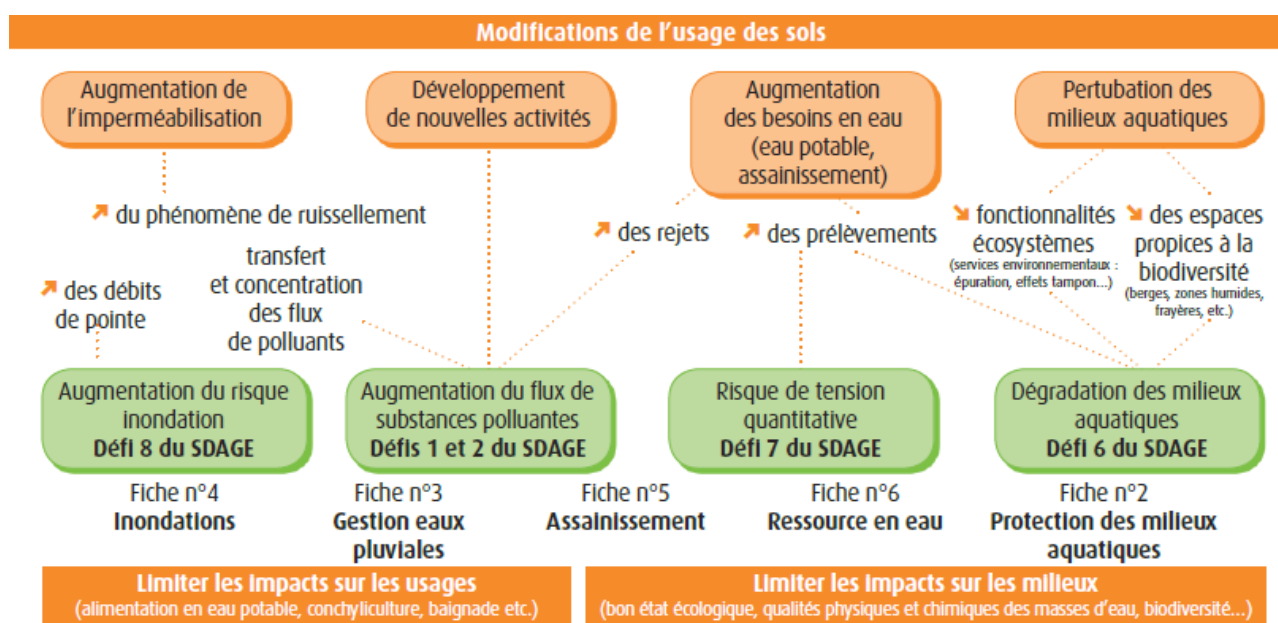 Modifications de l'usage des sols
Augmentation de
l'imperméabilisation
Développement
de nouvelles activités
Augmentation
des besoins en eau
(eau potable,
assainissement)
Pertubation des
milieux aquatiques
du phénomène de ruissellement
des débits
de pointe
transfert
et concentration
des flux
de polluants
des rejets
des prélèvements
fonctionnalités
écosystèmes
(services environnementaux :
épuration, effets tampon...)
des espaces
propices à la
biodiversité
(berges, zones humides,
frayères, etc.)
Augmentation du risque
inondation
Défi 8 du SDAGE
Augmentation du flux de
substances polluantes
Défis 1 et 2 du SDAGE
Risque de tension
quantitative
Défi 7 du SDAGE
Dégradation des milieux
aquatiques
Défi 6 du SDAGE
Fiche n°4
Inondations
Fiche n°3
Gestion eaux
pluviales
Fiche n°5
Assainissement
Fiche n°6
Ressource en eau
Fiche n°2
Protection des milieux
aquatiques
Limiter les impacts sur les usages
(alimentation en eau potable, conchyliculture, baignade etc.)
Limiter les impacts sur les milieux
(bon état écologique, qualités physiques et chimiques des masses d'eau, biodiversité...)